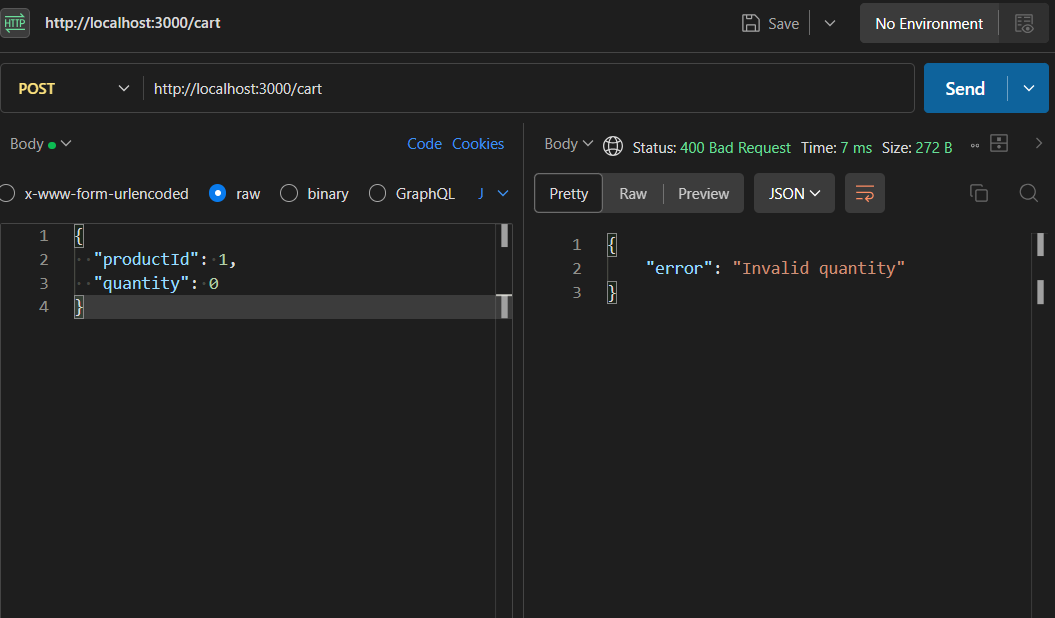 HTTP http://localhost:3000/cart Save No Environment
POST http://localhost:3000/cart Send
Body Code Cookies
Body Status: 400 Bad Request Time: 7 ms Size: 272 B
x-www-form-urlencoded raw binary GraphQL J
Pretty Raw Preview JSON
1 {
2 "productId": 1,
3 "quantity": 0
4 }
1 {
2 "error": "Invalid quantity"
3 }